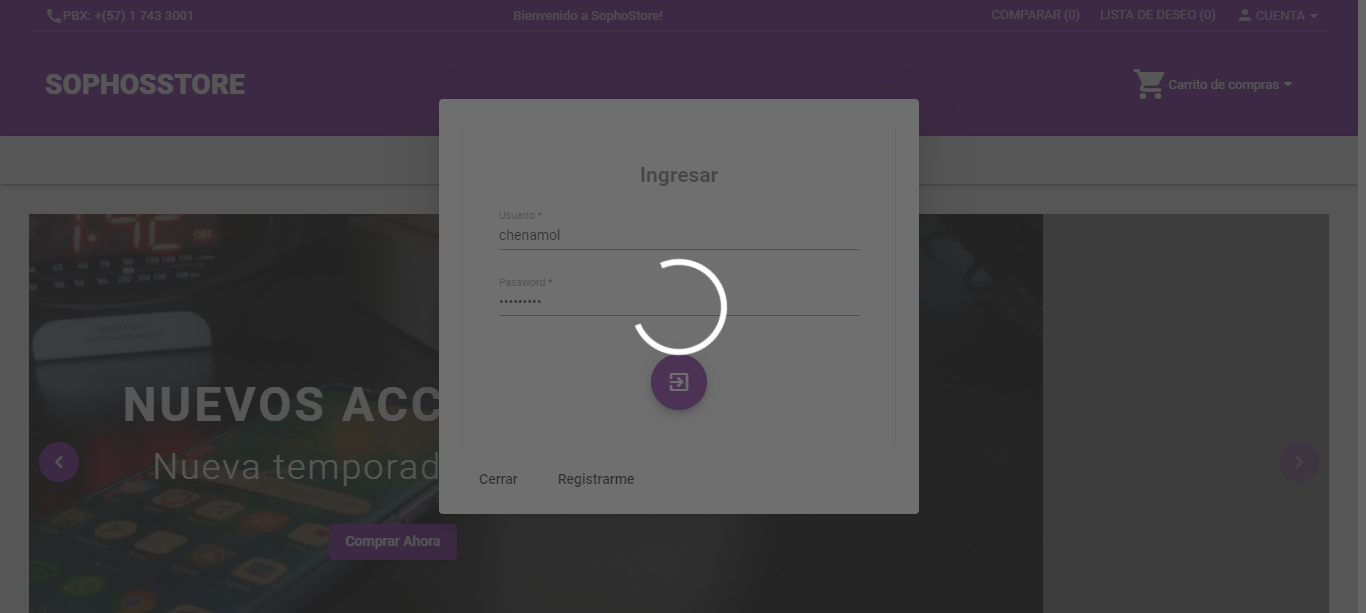 PBX: +(57) 1 743 3001
Bienvenido a SophoStore!
COMPARAR (0)
LISTA DE DESEO (0)
CUENTA
SOPHOSSTORE
Carrito de compras
Ingresar
Usuario *
chenamol
Password *
•••••••••
NUEVOS ACC
Nueva temporad
Cerrar
Registrarme
Comprar Ahora